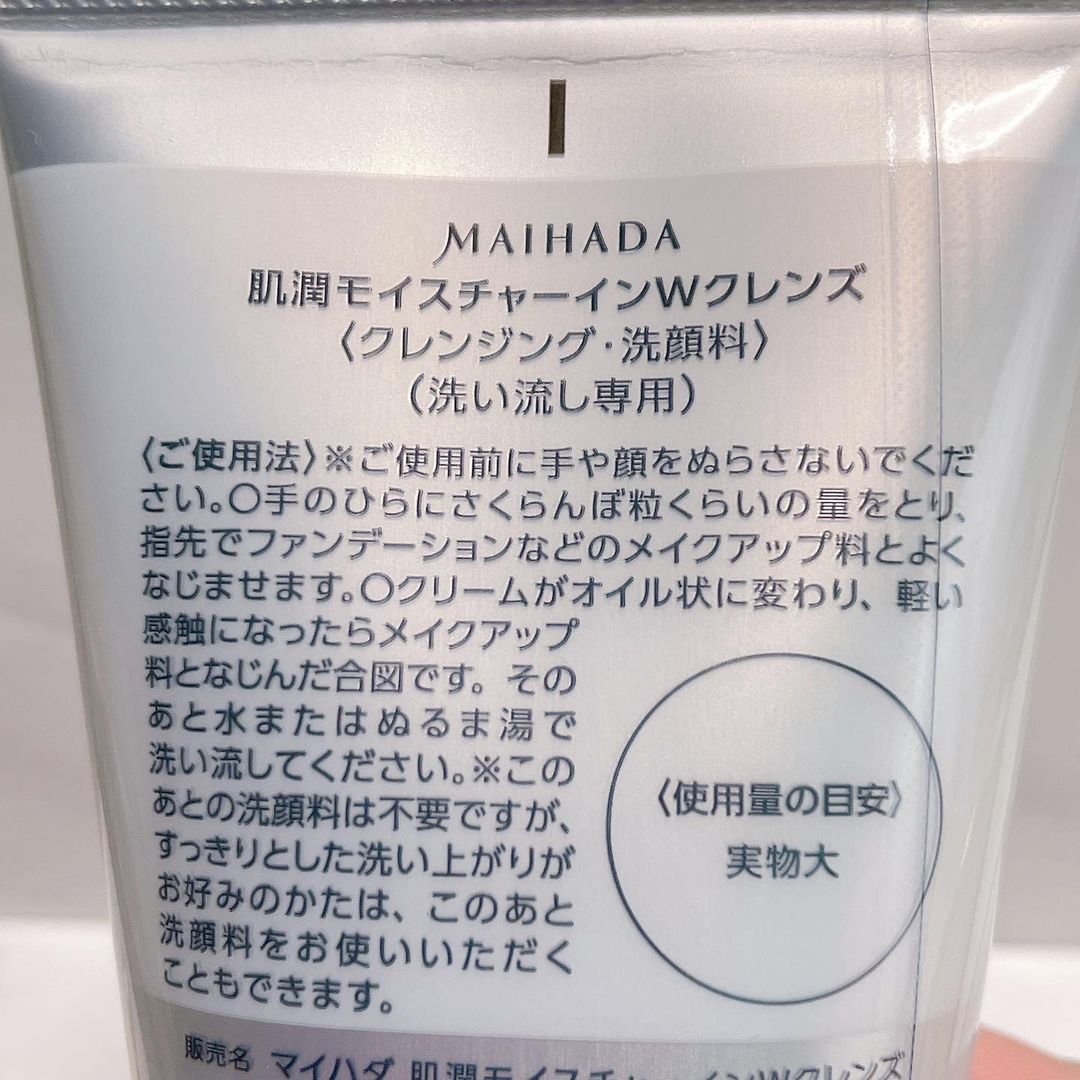 MAIHADA
肌潤モイスチャーインWクレンズ
〈クレンジング・洗顔料〉
（洗い流し専用）
〈ご使用法〉※ご使用前に手や顔をぬらさないでくだ
さい。〇手のひらにさくらんぼ粒くらいの量をとり、
指先でファンデーションなどのメイクアップ料とよく
なじませます。〇クリームがオイル状に変わり、軽い
感触になったらメイクアップ
料となじんだ合図です。その
あと水またはぬるま湯で
洗い流してください。※この
あとの洗顔料は不要ですが、
すっきりとした洗い上がりが
お好みのかたは、このあと
洗顔料をお使いいただく
こともできます。
〈使用量の目安〉
実物大
販売名 マイハダ 肌潤モイスチャーインWクレンズ